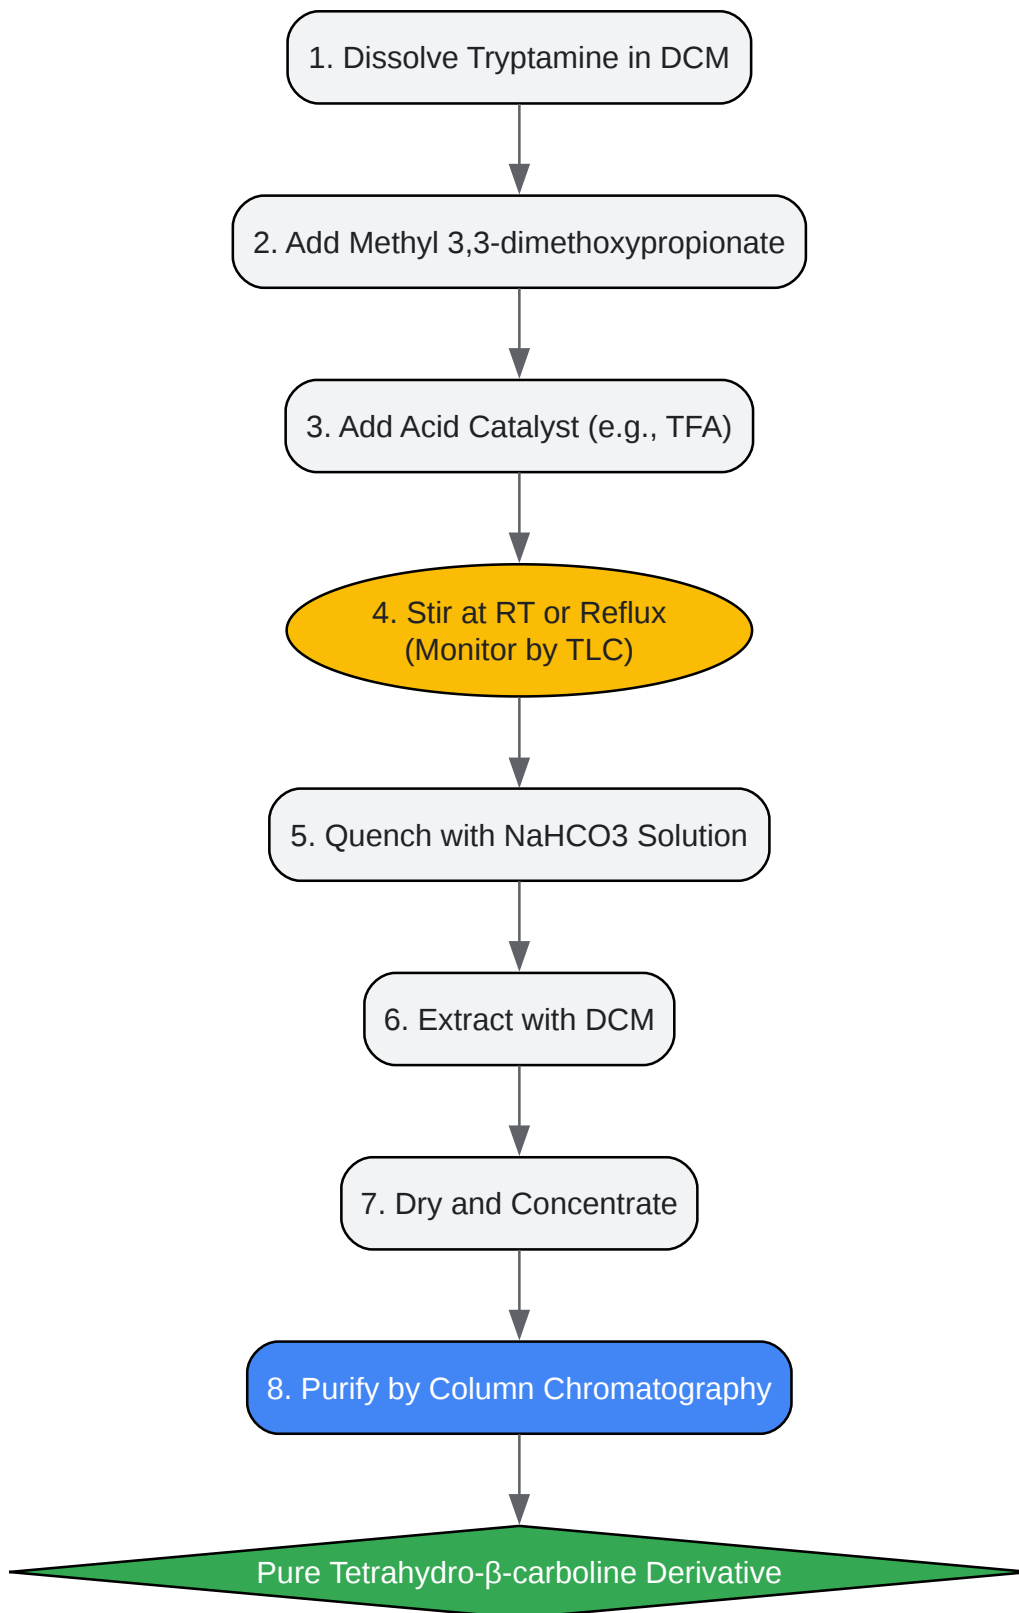 1. Dissolve Tryptamine in DCM
2. Add Methyl 3,3-dimethoxypropionate
3. Add Acid Catalyst (e.g., TFA)
4. Stir at RT or Reflux
(Monitor by TLC)
5. Quench with NaHCO3 Solution
6. Extract with DCM
7. Dry and Concentrate
8. Purify by Column Chromatography
Pure Tetrahydro-β-carboline Derivative